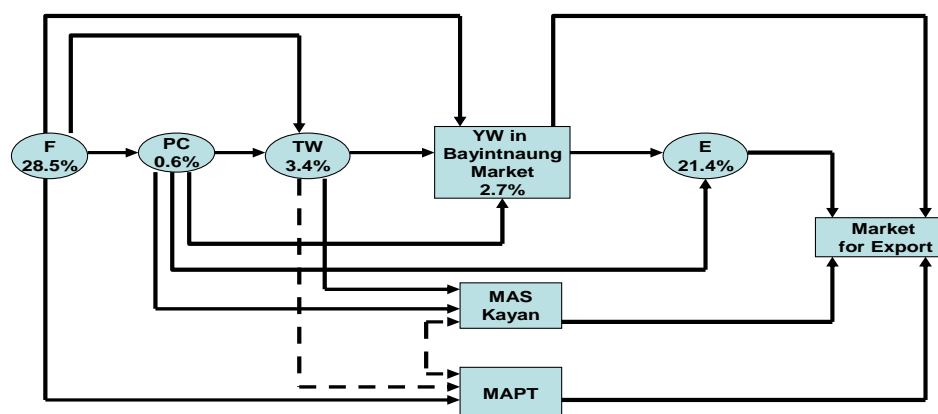 F
28.5%
PC
0.6%
TW
3.4%
YW in
Bayintnaung
Market
2.7%
E
21.4%
Market
for Export
MAS
Kayan
MAPT